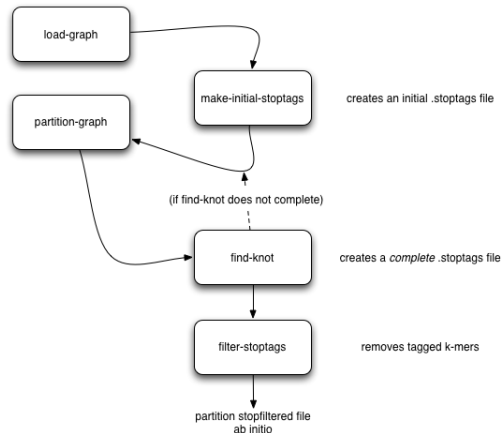 load-graph
make-initial-stoptags
creates an initial .stoptags file
partition-graph
(if find-knot does not complete)
find-knot
creates a complete .stoptags file
filter-stoptags
removes tagged k-mers
partition stopfiltered file
ab initio